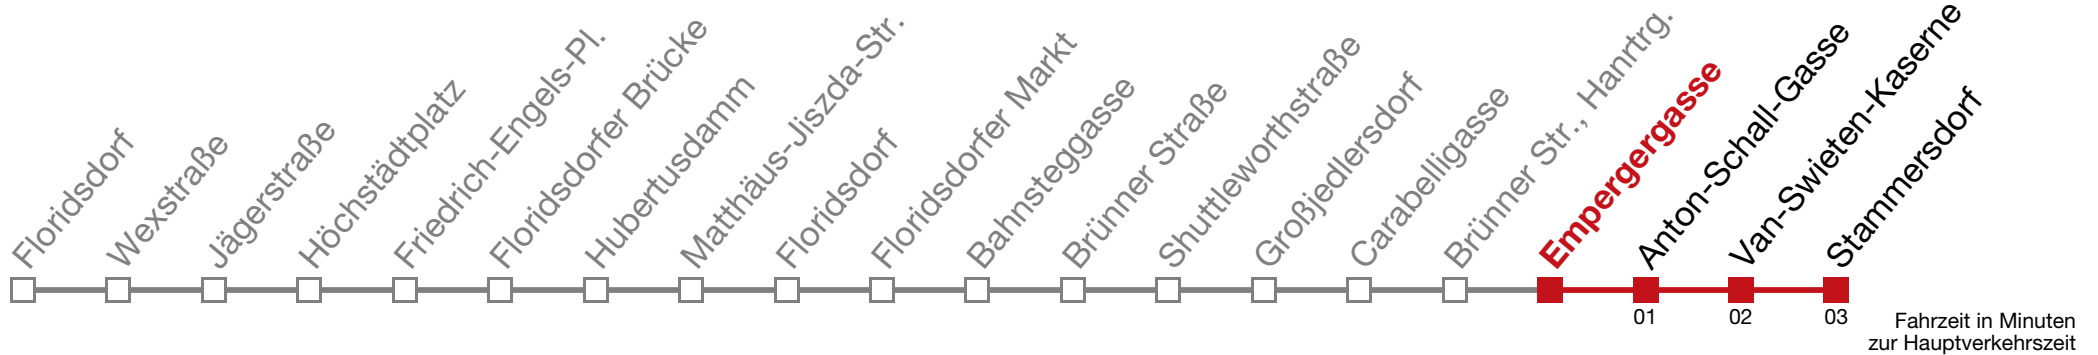 Floridsdorf
Wexstraße
Jägerstraße
Höchstädtplatz
Friedrich-Engels-Pl.
Floridsdorfer Brücke
Hubertusdamm
Matthäus-Jiszda-Str.
Floridsdorf
Floridsdorfer Markt
Bahnsteggasse
Brünner Straße
Shuttleworthstraße
Großjedlersdorf
Carabelligasse
Brünner Str., Hanrtrg.
Empergergasse
Anton-Schall-Gasse
Van-Swieten-Kaserne
Stammersdorf
01 02 03
Fahrzeit in Minuten
zur Hauptverkehrszeit